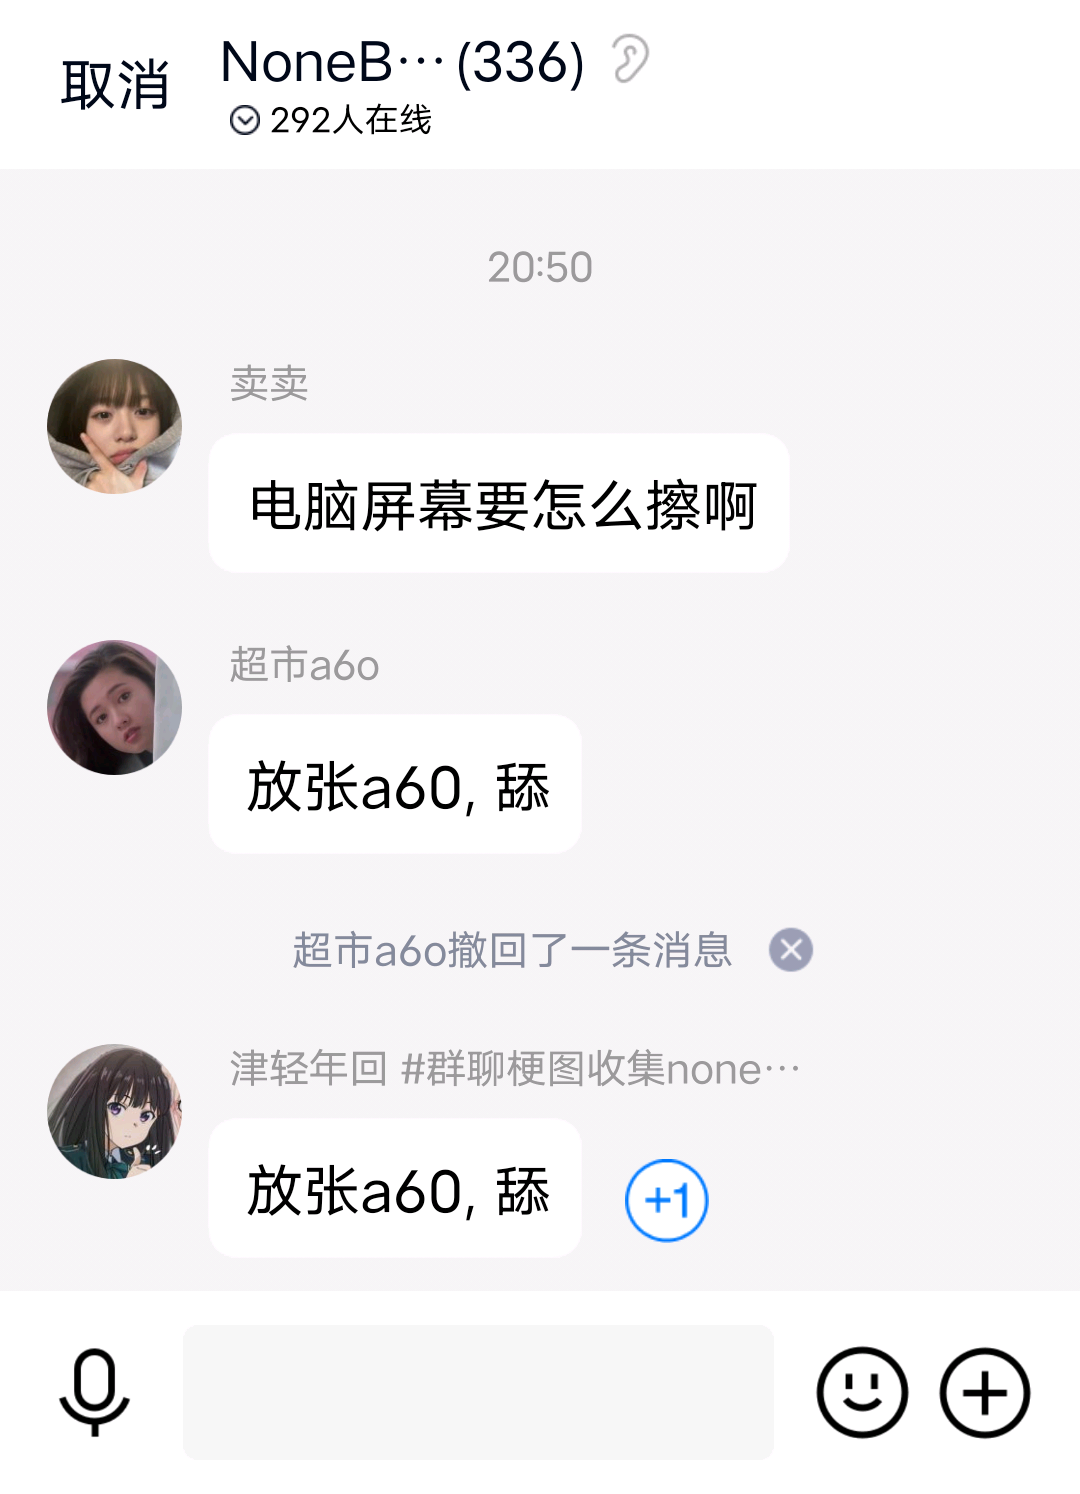 取消
NoneB… (336)
292人在线
20:50
卖卖
电脑屏幕要怎么擦啊
超市a6o
放张a60, 舔
超市a6o撤回了一条消息
津轻年回 #群聊梗图收集none…
放张a60, 舔
+1